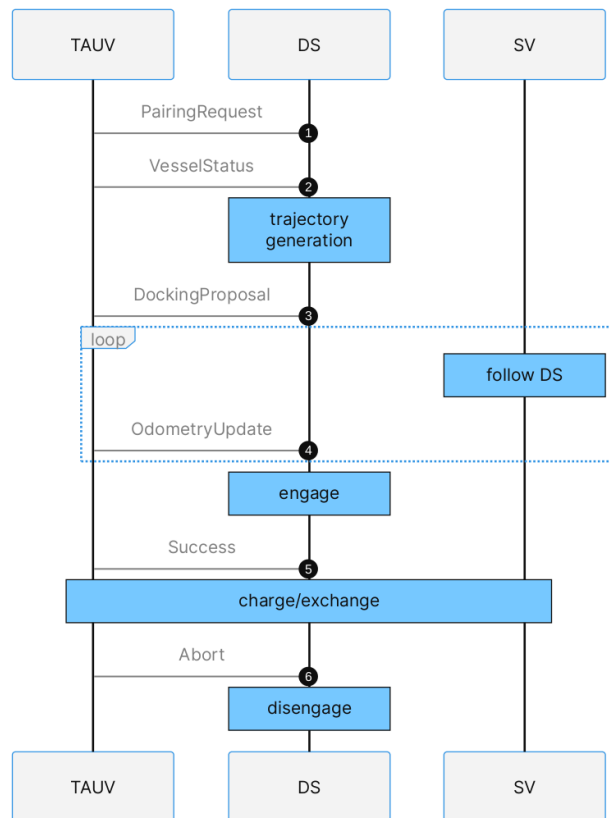 TAUV DS SV
PairingRequest
1
VesselStatus
2
trajectory
generation
DockingProposal
3
loop
follow DS
OdometryUpdate
4
engage
Success
5
charge/exchange
Abort
6
disengage
TAUV DS SV